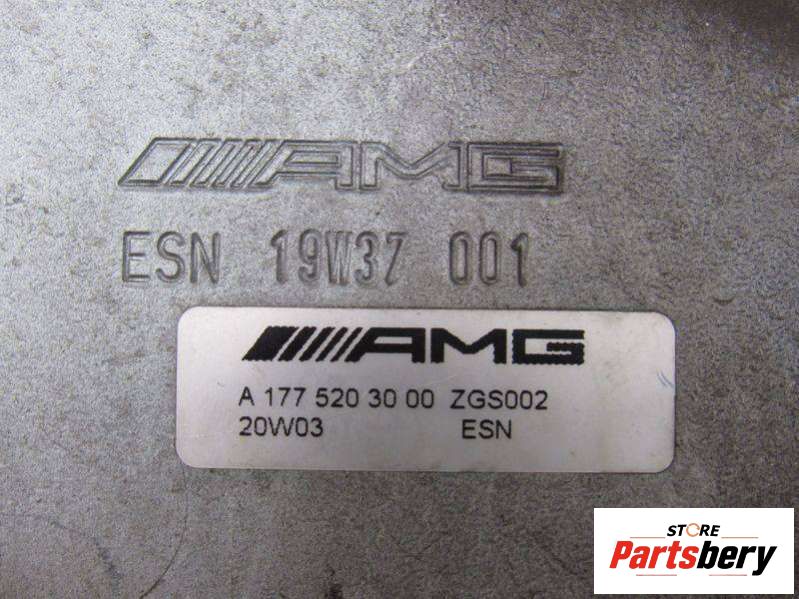 AMG
ESN 19W37 001
AMG
A 177 520 30 00 ZGS002
20W03 ESN
STORE
Partsbery